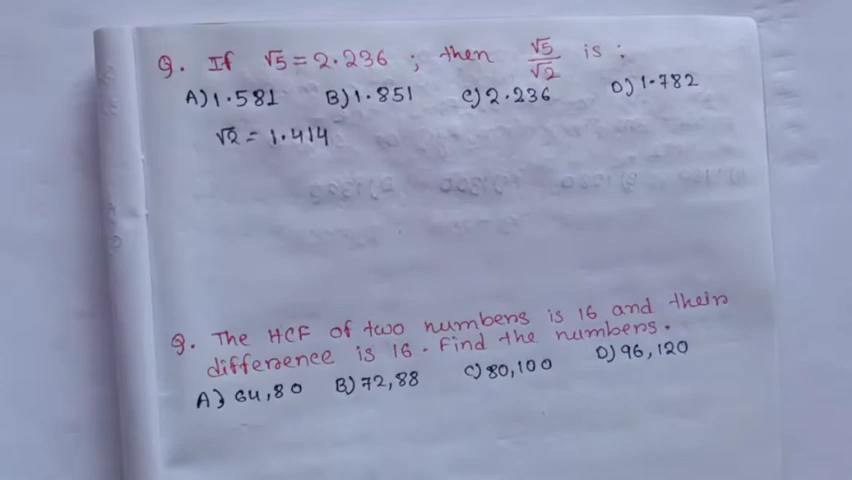 Q. If √5 = 2.236 ; then √5/√2 is :
A) 1.581 B) 1.851 C) 2.236 D) 1.782
√2 = 1.414
Q. The HCF of two numbers is 16 and their
difference is 16. Find the numbers.
A) 64,80 B) 72,88 C) 80,100 D) 96,120